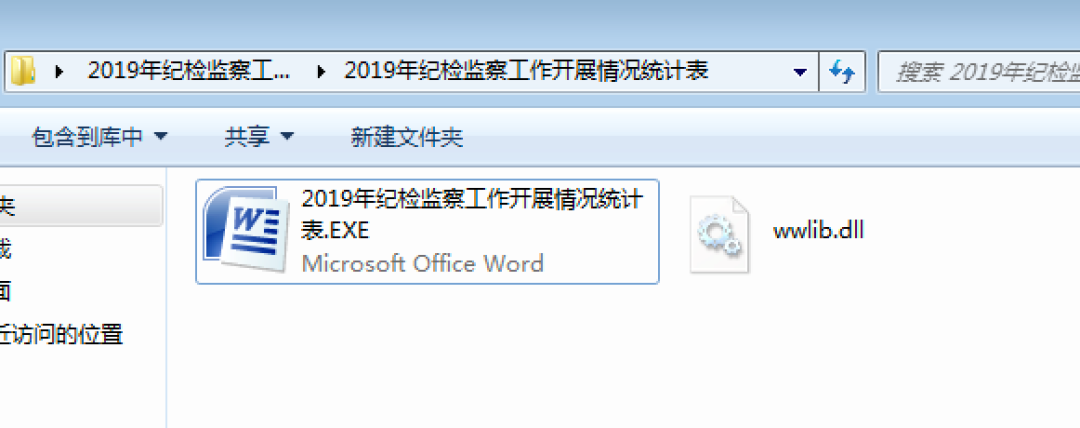 2019年纪检监察工... 2019年纪检监察工作开展情况统计表 搜索 2019年纪检监
包含到库中 共享 新建文件夹
夹
2019年纪检监察工作开展情况统计
表.EXE
Microsoft Office Word
wwlib.dll
面
近访问的位置